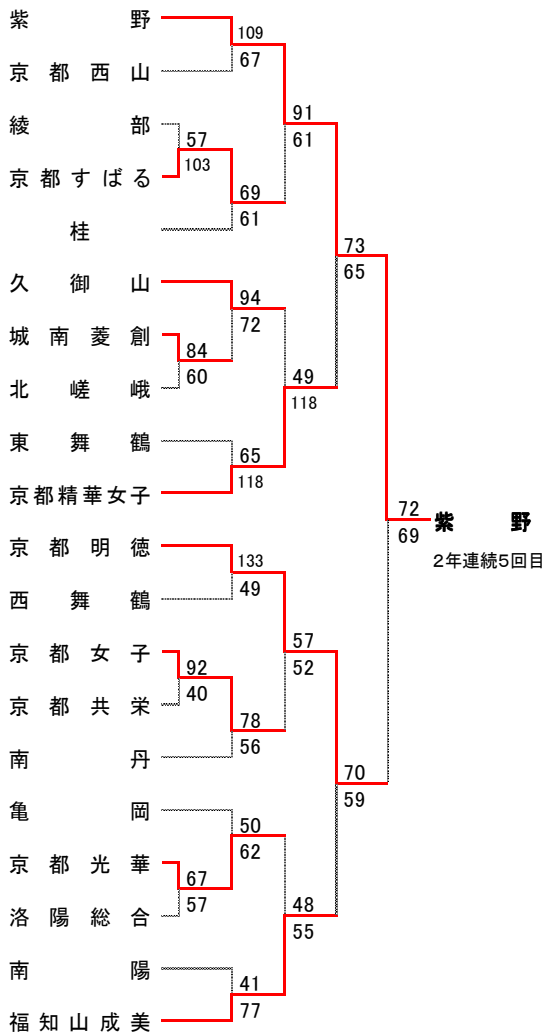 紫野
109
京都西山
67
91
綾部
61
57
京都すばる
103
69
桂
61
73
久御山
65
94
城南菱創
72
84
北嵯峨
60
49
118
東舞鶴
65
京都精華女子
118
72
紫野
69
京都明徳
2年連続5回目
133
西舞鶴
49
57
京都女子
52
92
京都共栄
40
78
南丹
56
70
亀岡
59
50
京都光華
62
67
洛陽総合
57
48
55
南陽
41
福知山成美
77